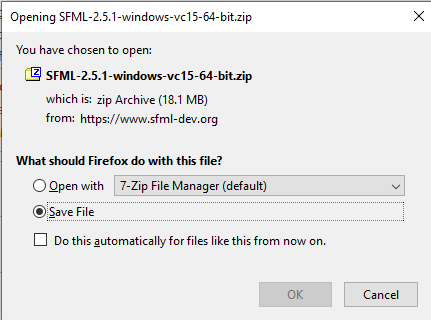 Opening SFML-2.5.1-windows-vc15-64-bit.zip
You have chosen to open:
SFML-2.5.1-windows-vc15-64-bit.zip
which is: zip Archive (18.1 MB)
from: https://www.sfml-dev.org
What should Firefox do with this file?
Open with 7-Zip File Manager (default)
Save File
Do this automatically for files like this from now on.
OK Cancel